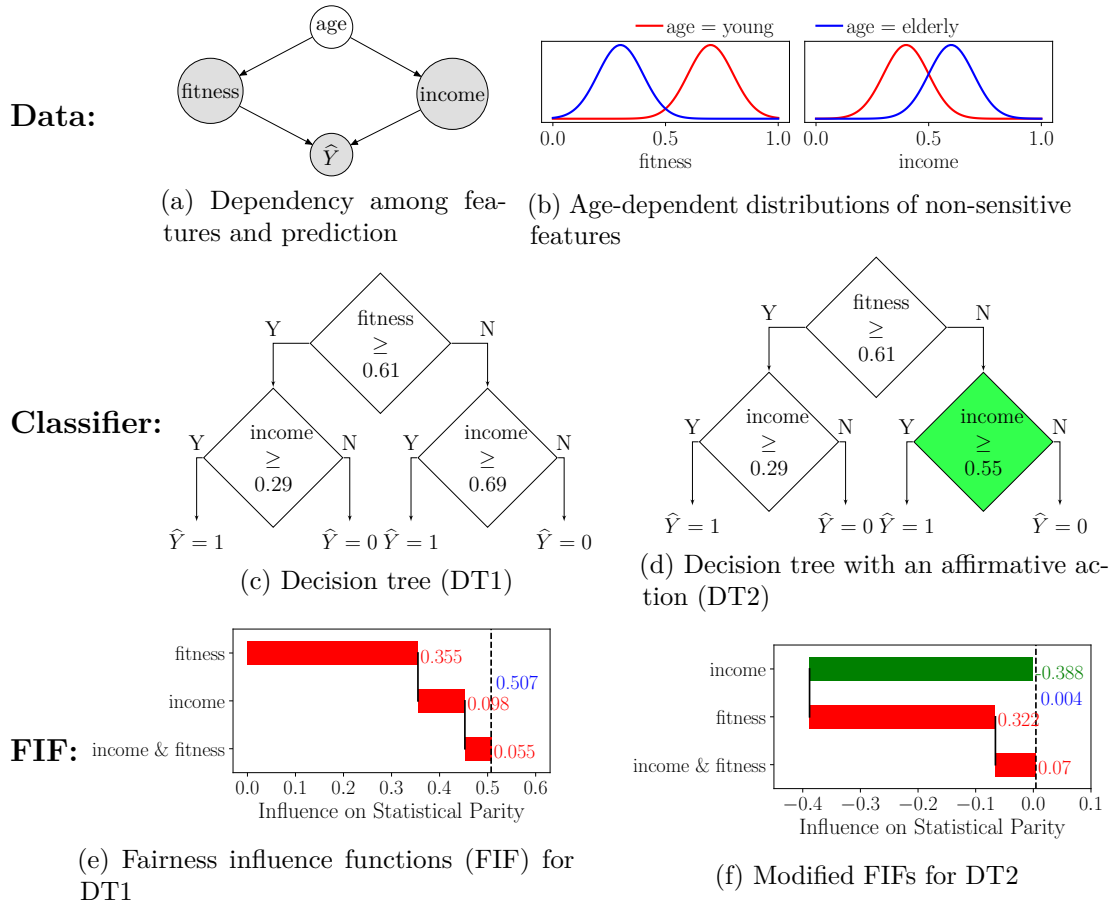 Data:
age
fitness
income
Ŷ
(a) Dependency among fea-
tures and prediction
age = young
age = elderly
0.0
0.5
1.0
fitness
0.0
0.5
1.0
income
(b) Age-dependent distributions of non-sensitive
features
Classifier:
fitness
≥
0.61
Y
N
income
≥
0.29
Y
N
income
≥
0.69
Y
N
Ŷ = 1
Ŷ = 0
Ŷ = 1
Ŷ = 0
(c) Decision tree (DT1)
fitness
≥
0.61
Y
N
income
≥
0.29
Y
N
income
≥
0.55
Y
N
Ŷ = 1
Ŷ = 0
Ŷ = 1
Ŷ = 0
(d) Decision tree with an affirmative ac-
tion (DT2)
FIF:
fitness
0.355
0.507
income
0.098
income & fitness
0.055
0.0 0.1 0.2 0.3 0.4 0.5 0.6
Influence on Statistical Parity
(e) Fairness influence functions (FIF) for
DT1
income
-0.388
0.004
fitness
0.322
income & fitness
0.07
−0.4 −0.3 −0.2 −0.1 0.0 0.1
Influence on Statistical Parity
(f) Modified FIFs for DT2